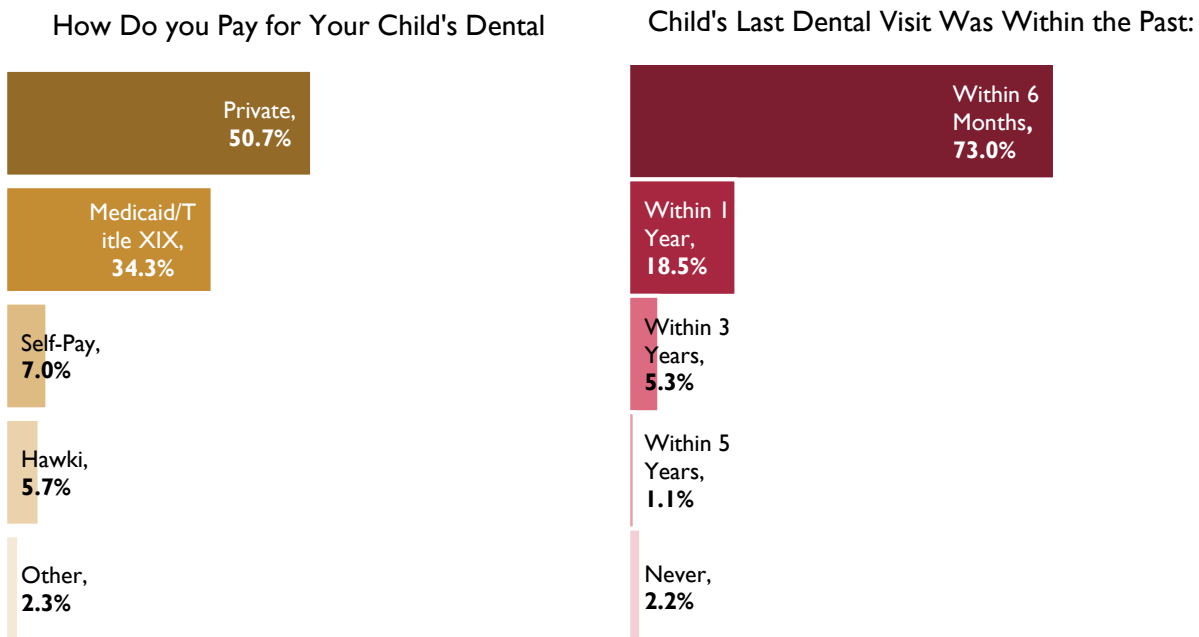 How Do you Pay for Your Child's Dental
Private,
50.7%
Medicaid/T
itle XIX,
34.3%
Self-Pay,
7.0%
Hawki,
5.7%
Other,
2.3%
Child's Last Dental Visit Was Within the Past:
Within 6
Months,
73.0%
Within 1
Year,
18.5%
Within 3
Years,
5.3%
Within 5
Years,
1.1%
Never,
2.2%